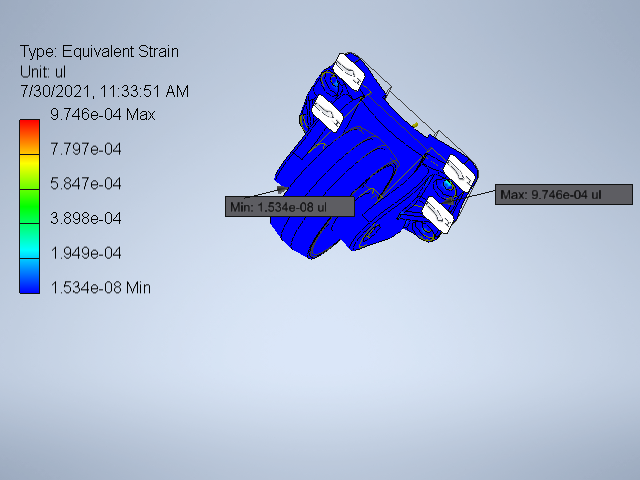 Type: Equivalent Strain
Unit: ul
7/30/2021, 11:33:51 AM
9.746e-04 Max
7.797e-04
5.847e-04
3.898e-04
1.949e-04
1.534e-08 Min
Min: 1.534e-08 ul
Max: 9.746e-04 ul